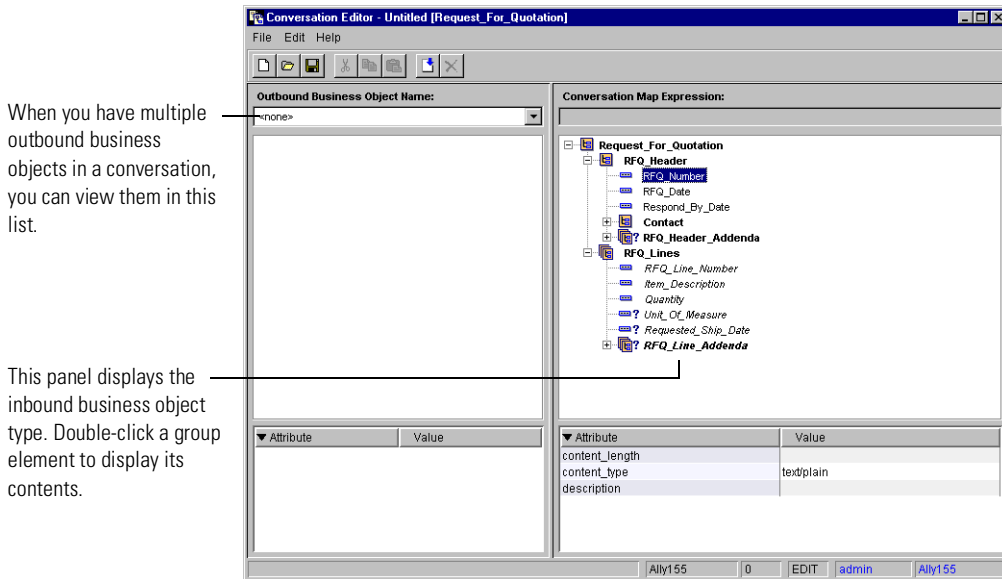 Conversation Editor - Untitled [Request_For_Quotation]
File Edit Help
Outbound Business Object Name:
<none>
Conversation Map Expression:
When you have multiple
outbound business
objects in a conversation,
you can view them in this
list.
Request_For_Quotation
RFQ_Header
RFQ_Number
RFQ_Date
Respond_By_Date
Contact
? RFQ_Header_Addenda
RFQ_Lines
RFQ_Line_Number
Item_Description
Quantity
? Unit_Of_Measure
? Requested_Ship_Date
? RFQ_Line_Addenda
This panel displays the
inbound business object
type. Double-click a group
element to display its
contents.
Attribute Value
Attribute Value
content_length
content_type text/plain
description
Ally155 0 EDIT admin Ally155